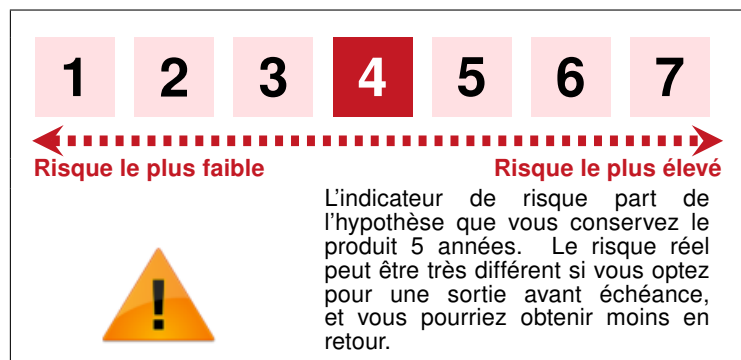 1 2 3 4 5 6 7
Risque le plus faible Risque le plus élevé
L'indicateur de risque part de
l'hypothèse que vous conservez le
produit 5 années. Le risque réel
peut être très différent si vous optez
pour une sortie avant échéance,
et vous pourriez obtenir moins en
retour.